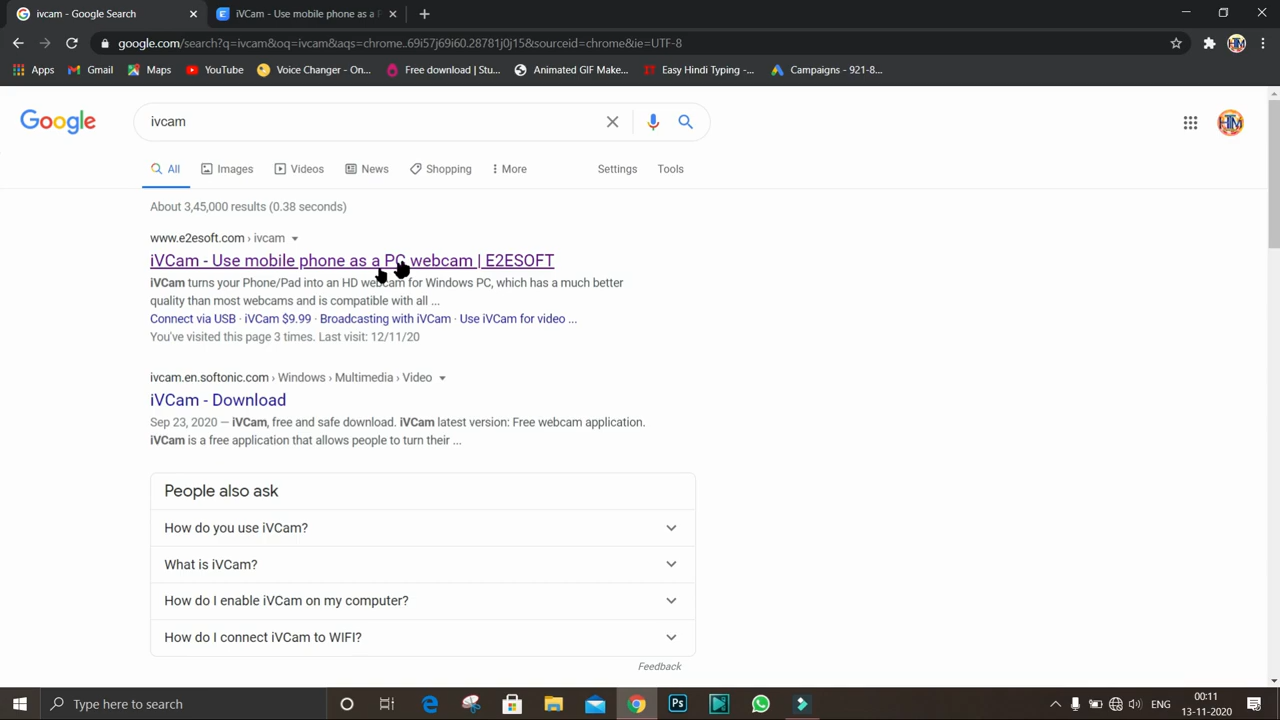 ivcam - Google Search
iVCam - Use mobile phone as a P
google.com/search?q=ivcam&oq=ivcam&aqs=chrome..69i57j69i60.28781j0j15&sourceid=chrome&ie=UTF-8
Apps Gmail Maps YouTube Voice Changer - On... Free download | Stu... Animated GIF Make... Easy Hindi Typing -... Campaigns - 921-8...
Google
ivcam
All Images Videos News Shopping More Settings Tools
About 3,45,000 results (0.38 seconds)
www.e2esoft.com › ivcam
iVCam - Use mobile phone as a PC webcam | E2ESOFT
iVCam turns your Phone/Pad into an HD webcam for Windows PC, which has a much better
quality than most webcams and is compatible with all ...
Connect via USB · iVCam $9.99 · Broadcasting with iVCam · Use iVCam for video ...
You've visited this page 3 times. Last visit: 12/11/20
ivcam.en.softonic.com › Windows › Multimedia › Video
iVCam - Download
Sep 23, 2020 — iVCam, free and safe download. iVCam latest version: Free webcam application.
iVCam is a free application that allows people to turn their ...
People also ask
How do you use iVCam?
What is iVCam?
How do I enable iVCam on my computer?
How do I connect iVCam to WIFI?
Feedback
Type here to search
Ps
ENG
00:11
13-11-2020